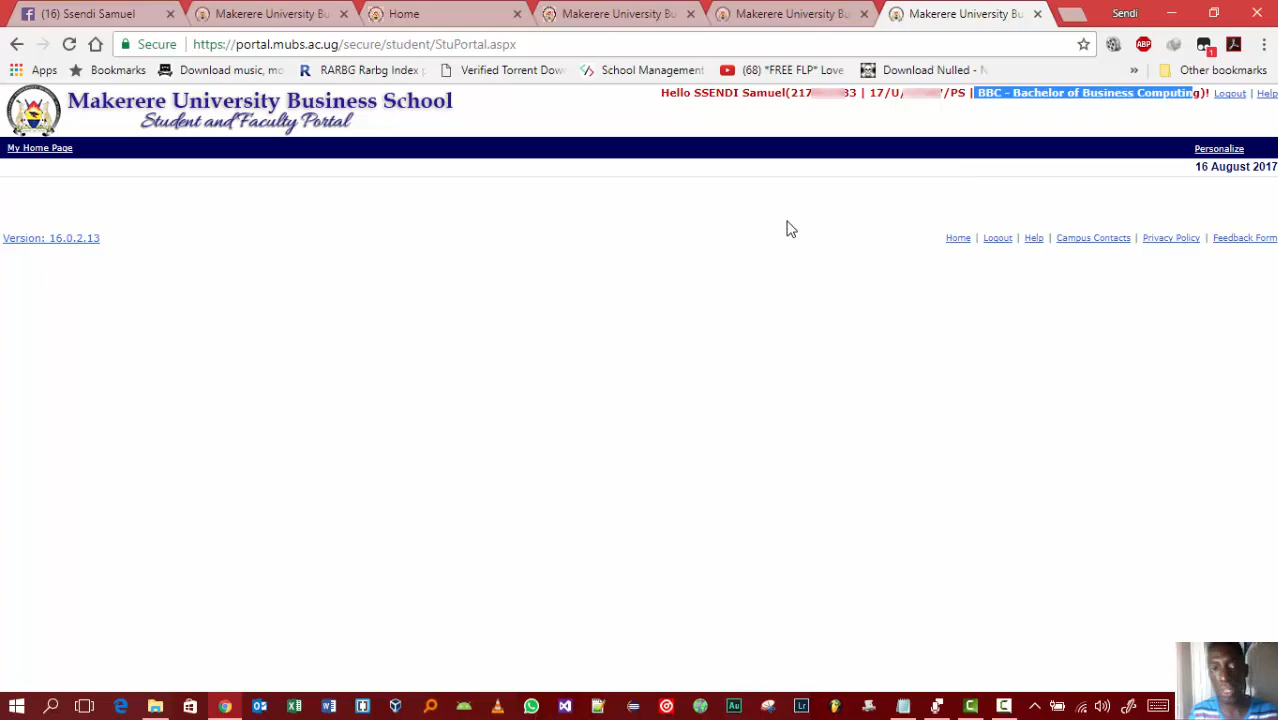 (16) Ssendi Samuel
Makerere University Bu
Home
Makerere University Bu
Makerere University Bu
Makerere University Bu
Sendi
Secure
https://portal.mubs.ac.ug/secure/student/StuPortal.aspx
Apps
Bookmarks
Download music, mo
RARBG Rarbg Index p
Verified Torrent Dow
School Management
(68) *FREE FLP* Love
Download Nulled - N
»
Other bookmarks
Makerere University Business School
Student and Faculty Portal
Hello SSENDI Samuel(217 33 | 17/U/ /PS | BBC - Bachelor of Business Computing)! Logout | Help
My Home Page
Personalize
16 August 2017
Version: 16.0.2.13
Home | Logout | Help | Campus Contacts | Privacy Policy | Feedback Form